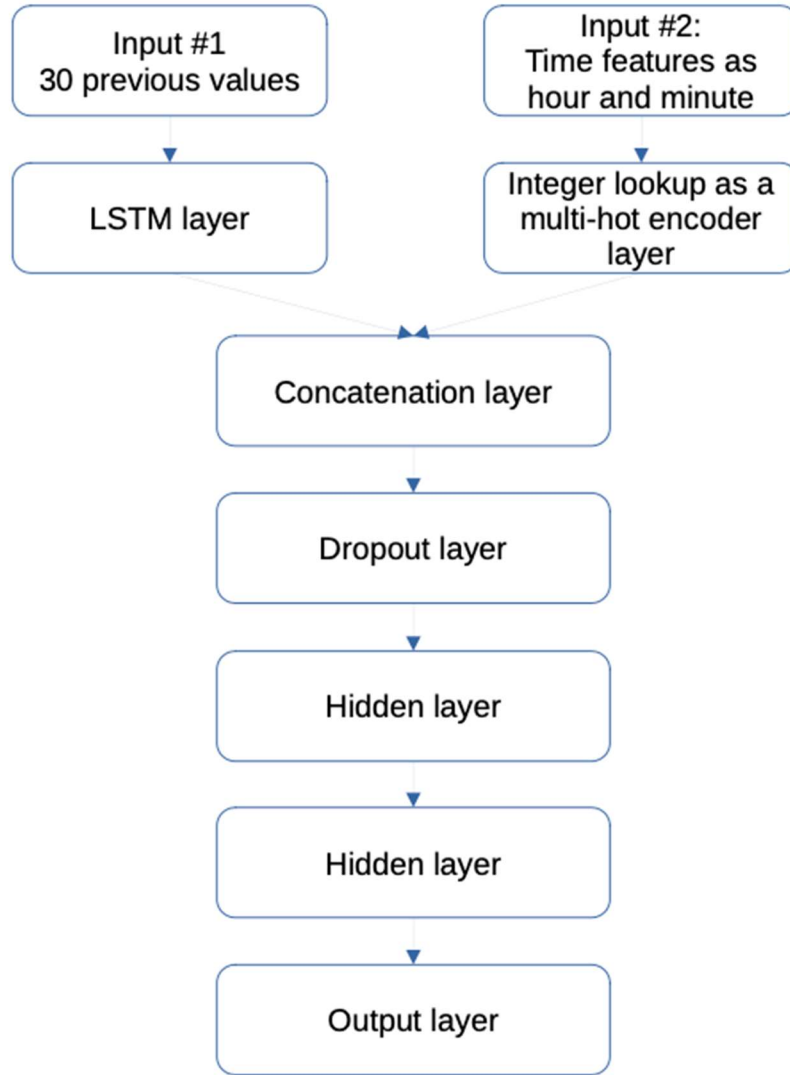 Input #1
30 previous values
Input #2:
Time features as
hour and minute
LSTM layer
Integer lookup as a
multi-hot encoder
layer
Concatenation layer
Dropout layer
Hidden layer
Hidden layer
Output layer